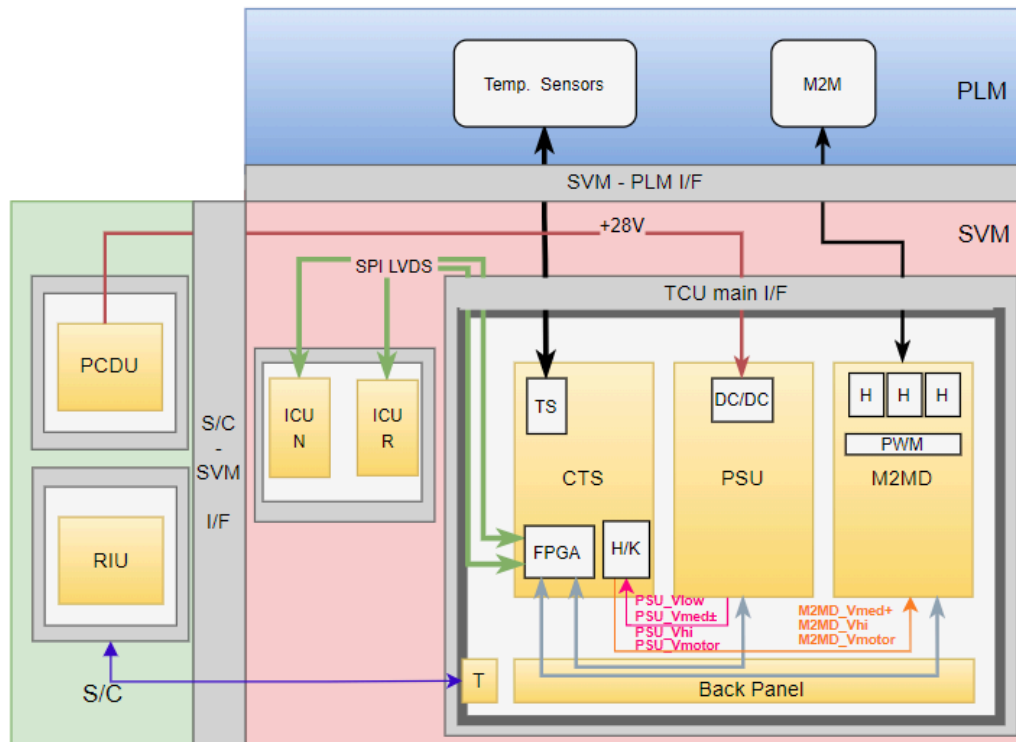 Temp. Sensors
M2M
PLM
SVM - PLM I/F
+28V
SVM
SPI LVDS
TCU main I/F
PCDU
ICU
N
ICU
R
S/C
-
SVM
I/F
TS
DC/DC
H H H
PWM
CTS
PSU
M2MD
RIU
FPGA
H/K
PSU_Vlow
PSU_Vmed±
PSU_Vhi
PSU_Vmotor
M2MD_Vmed+
M2MD_Vhi
M2MD_Vmotor
S/C
T
Back Panel